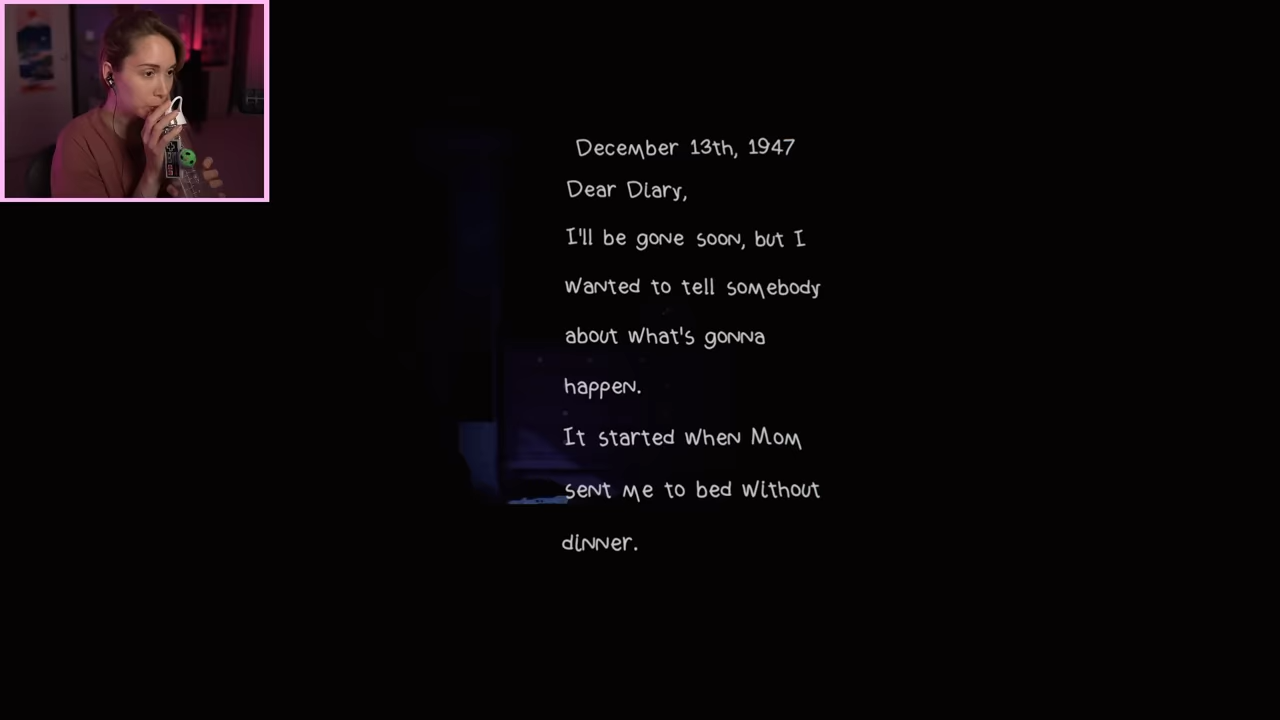 December 13th, 1947
Dear Diary,
I'll be gone soon, but I
wanted to tell somebody
about what's gonna
happen.
It started when Mom
sent me to bed without
dinner.